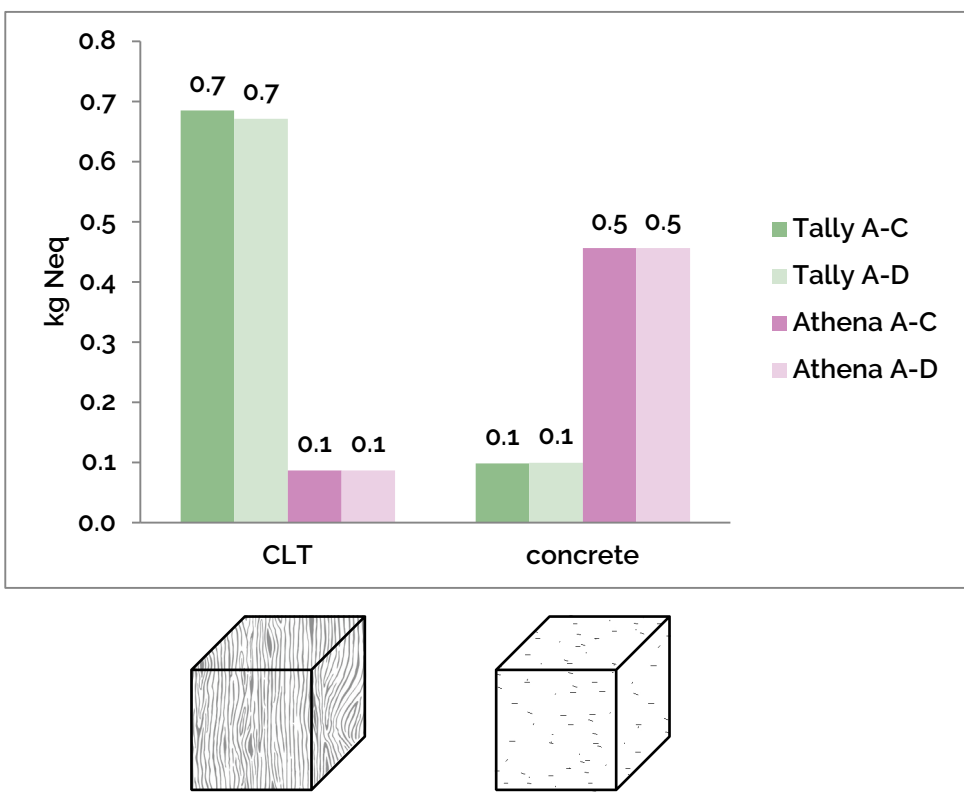 0.8
0.7
0.6
0.5
0.4
0.3
0.2
0.1
0.0
kg Neq
0.7 0.7
0.1 0.1
0.1 0.1
0.5 0.5
CLT concrete
Tally A-C
Tally A-D
Athena A-C
Athena A-D